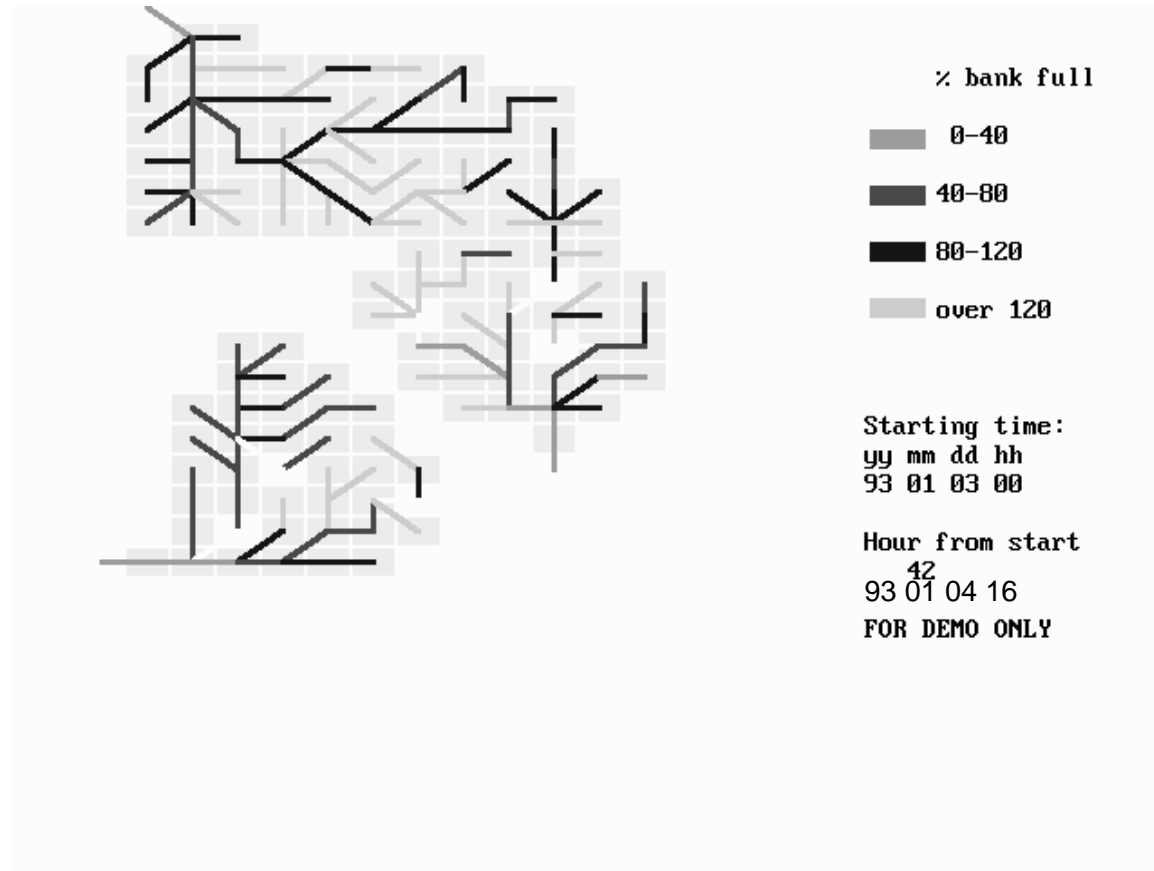 % bank full
0-40
40-80
80-120
over 120
Starting time:
yy mm dd hh
93 01 03 00
Hour from start
42
93 01 04 16
FOR DEMO ONLY